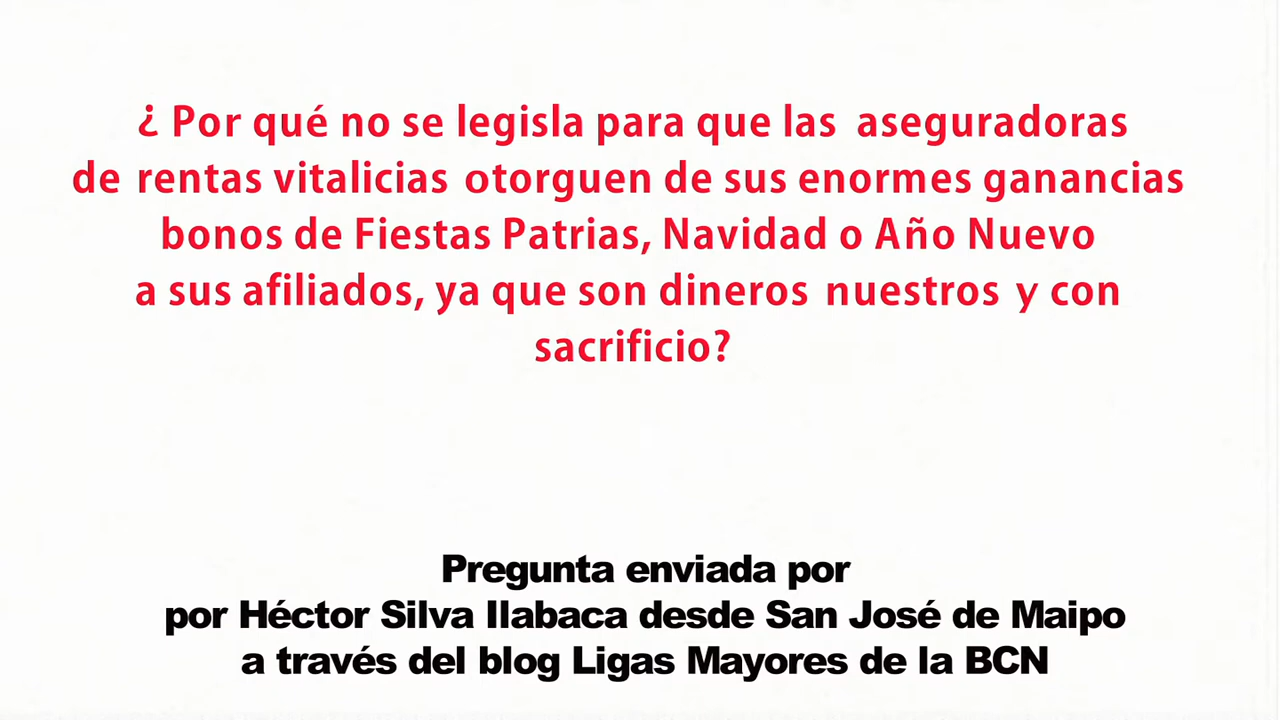 ¿ Por qué no se legisla para que las aseguradoras
de rentas vitalicias otorguen de sus enormes ganancias
bonos de Fiestas Patrias, Navidad o Año Nuevo
a sus afiliados, ya que son dineros nuestros y con
sacrificio?
Pregunta enviada por
por Héctor Silva Ilabaca desde San José de Maipo
a través del blog Ligas Mayores de la BCN